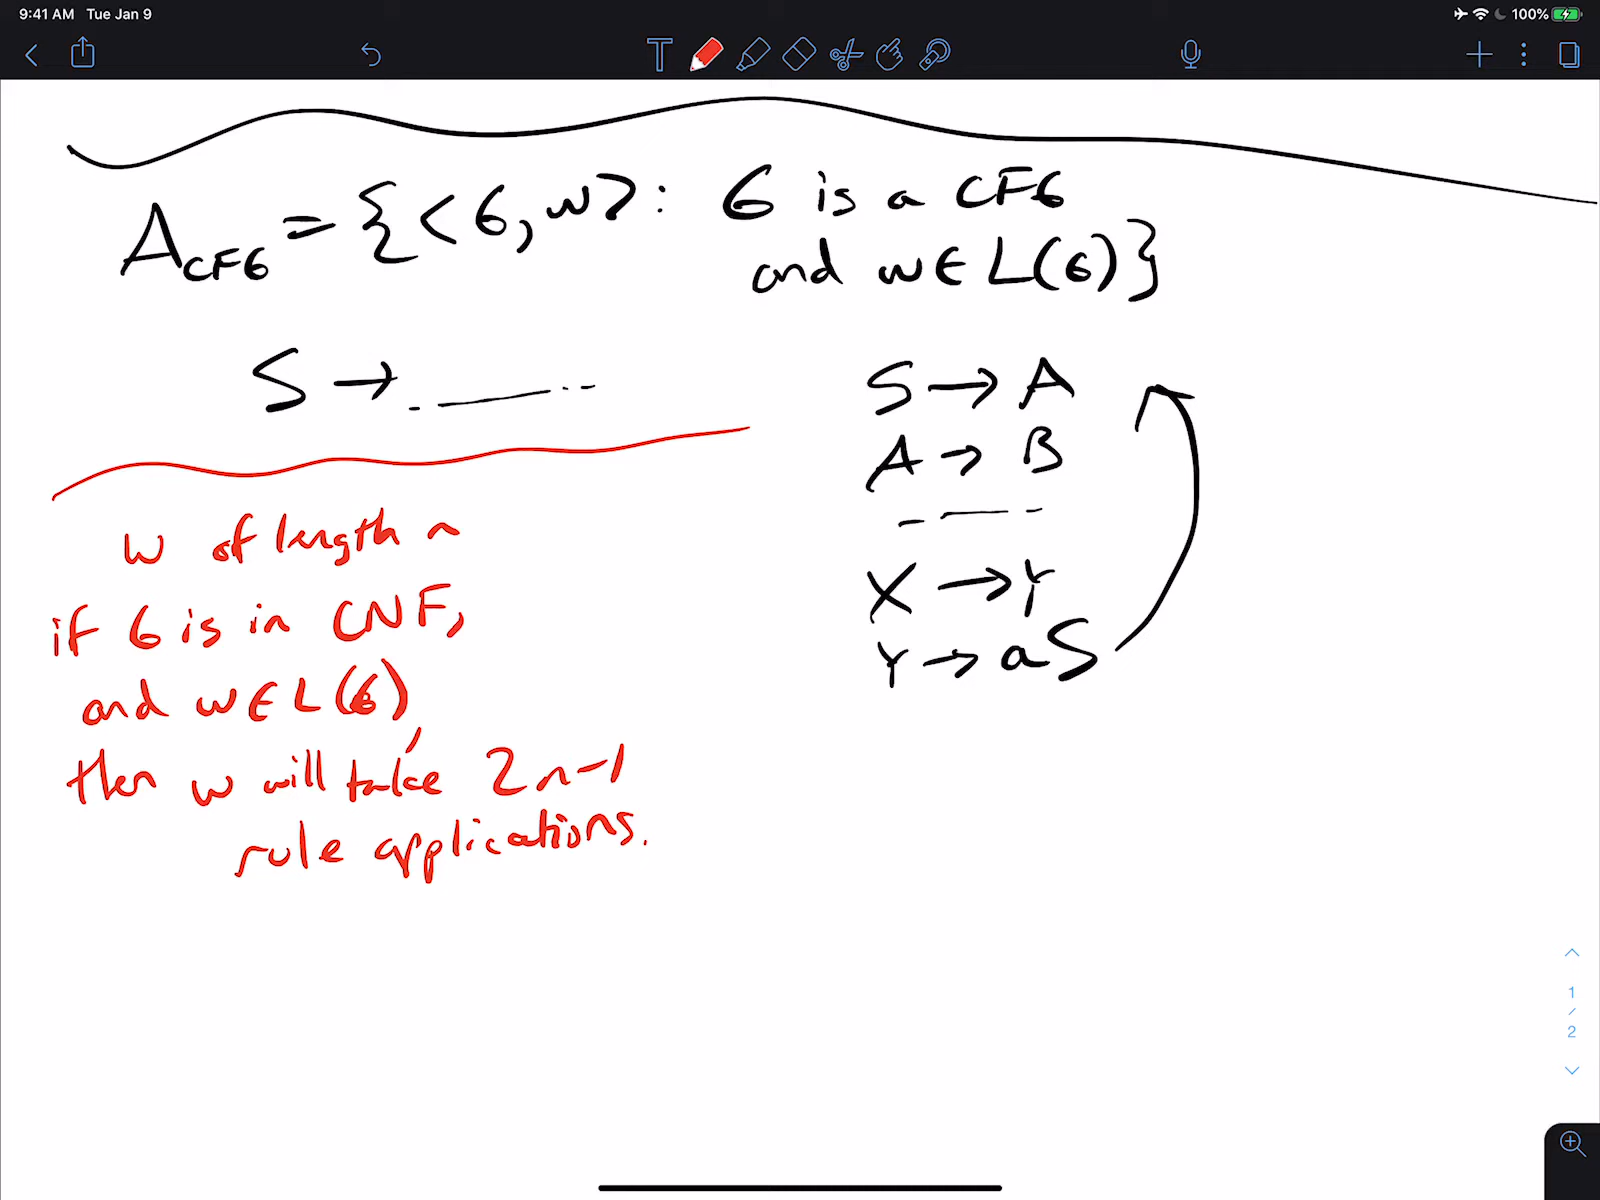 9:41 AM Tue Jan 9
100%
A_CFG = {<G, w>: G is a CFG
and w ∈ L(G)}
S → . ___ . .
S → A
A → B
- --- -
X → Y
Y → aS
w of length n
if G is in CNF,
and w ∈ L(G),
then w will take 2n-1
rule applications.
1
/
2